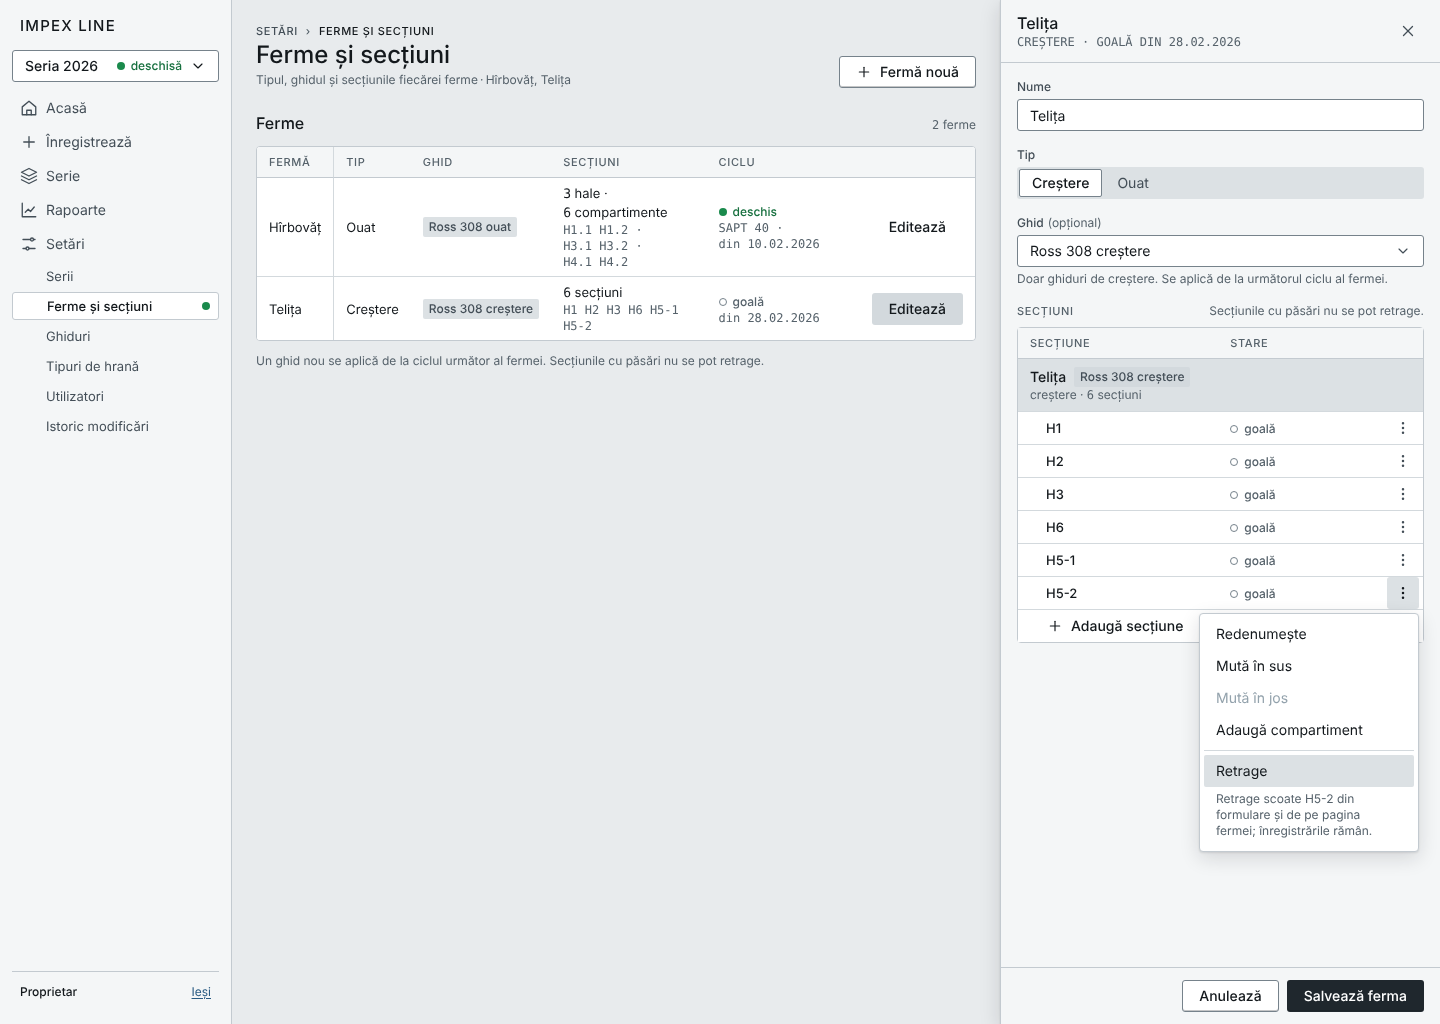 IMPEX LINE
Seria 2026
deschisă
Acasă
Înregistrează
Serie
Rapoarte
Setări
Serii
Ferme și secțiuni
Ghiduri
Tipuri de hrană
Utilizatori
Istoric modificări
Proprietar
Ieși
SETĂRI › FERME ȘI SECȚIUNI
Ferme și secțiuni
Tipul, ghidul și secțiunile fiecărei ferme · Hîrbovăț, Telița
Fermă nouă
Ferme
2 ferme
FERMĂ TIP GHID SECȚIUNI CICLU
Hîrbovăț Ouat Ross 308 ouat
3 hale ·
6 compartimente
H1.1 H1.2 ·
H3.1 H3.2 ·
H4.1 H4.2
deschis
SAPT 40 ·
din 10.02.2026
Editează
Telița Creștere Ross 308 creștere
6 secțiuni
H1 H2 H3 H6 H5-1
H5-2
goală
din 28.02.2026
Editează
Un ghid nou se aplică de la ciclul următor al fermei. Secțiunile cu păsări nu se pot retrage.
Telița
CREȘTERE · GOALĂ DIN 28.02.2026
Nume
Telița
Tip
Creștere Ouat
Ghid (opțional)
Ross 308 creștere
Doar ghiduri de creștere. Se aplică de la următorul ciclu al fermei.
SECȚIUNI Secțiunile cu păsări nu se pot retrage.
SECȚIUNE STARE
Telița Ross 308 creștere
creștere · 6 secțiuni
H1 goală
H2 goală
H3 goală
H6 goală
H5-1 goală
H5-2 goală
Adaugă secțiune
Redenumește
Mută în sus
Mută în jos
Adaugă compartiment
Retrage
Retrage scoate H5-2 din
formulare și de pe pagina
fermei; înregistrările rămân.
Anulează
Salvează ferma